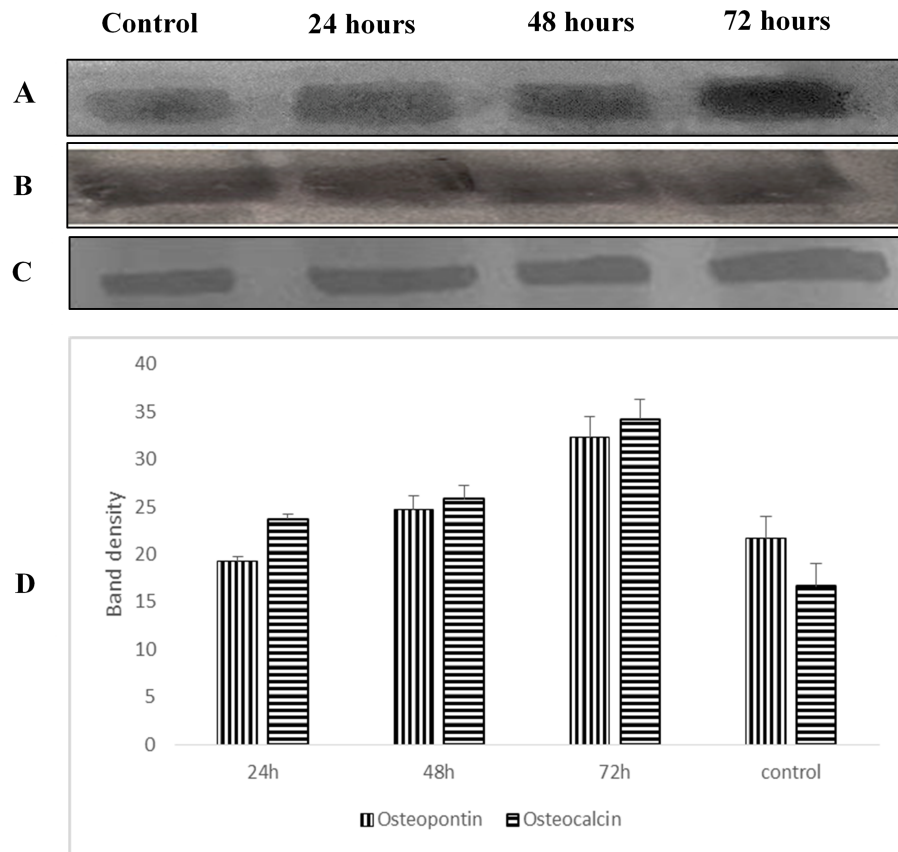 Control 24 hours 48 hours 72 hours
A
B
C
D
40
35
30
25
20
15
10
5
0
Band density
24h 48h 72h control
Osteopontin Osteocalcin